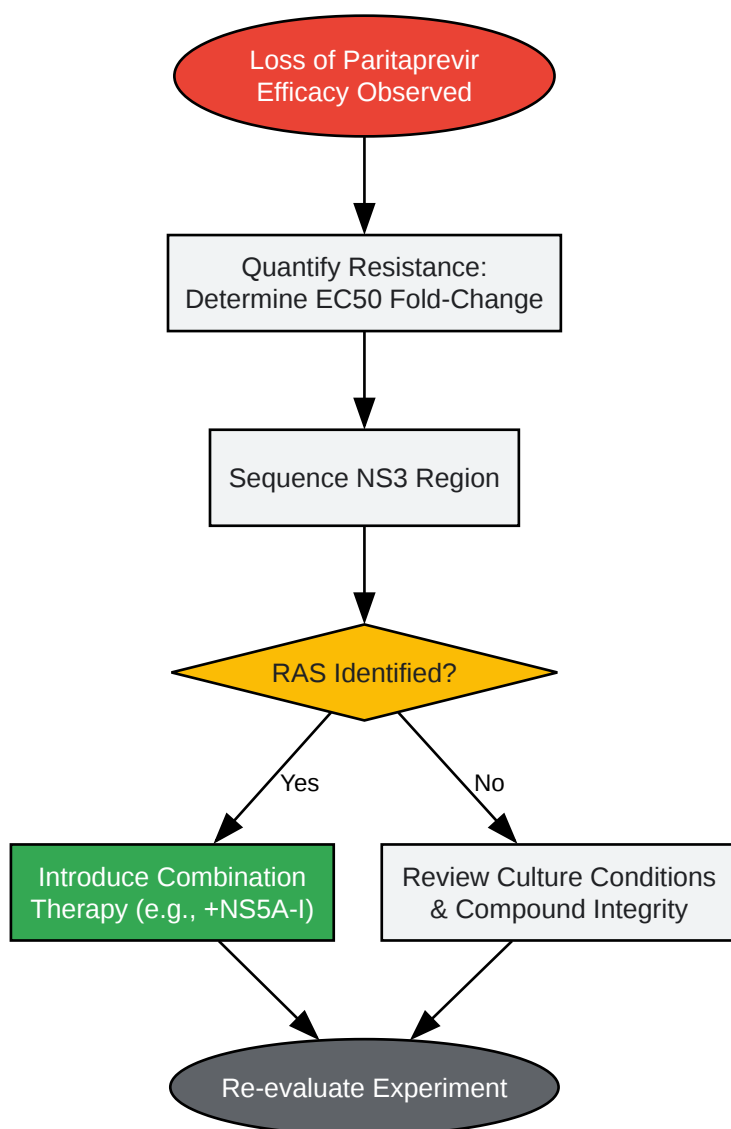 Loss of Paritaprevir
Efficacy Observed
Quantify Resistance:
Determine EC50 Fold-Change
Sequence NS3 Region
RAS Identified?
Yes
No
Introduce Combination
Therapy (e.g., +NS5A-I)
Review Culture Conditions
& Compound Integrity
Re-evaluate Experiment